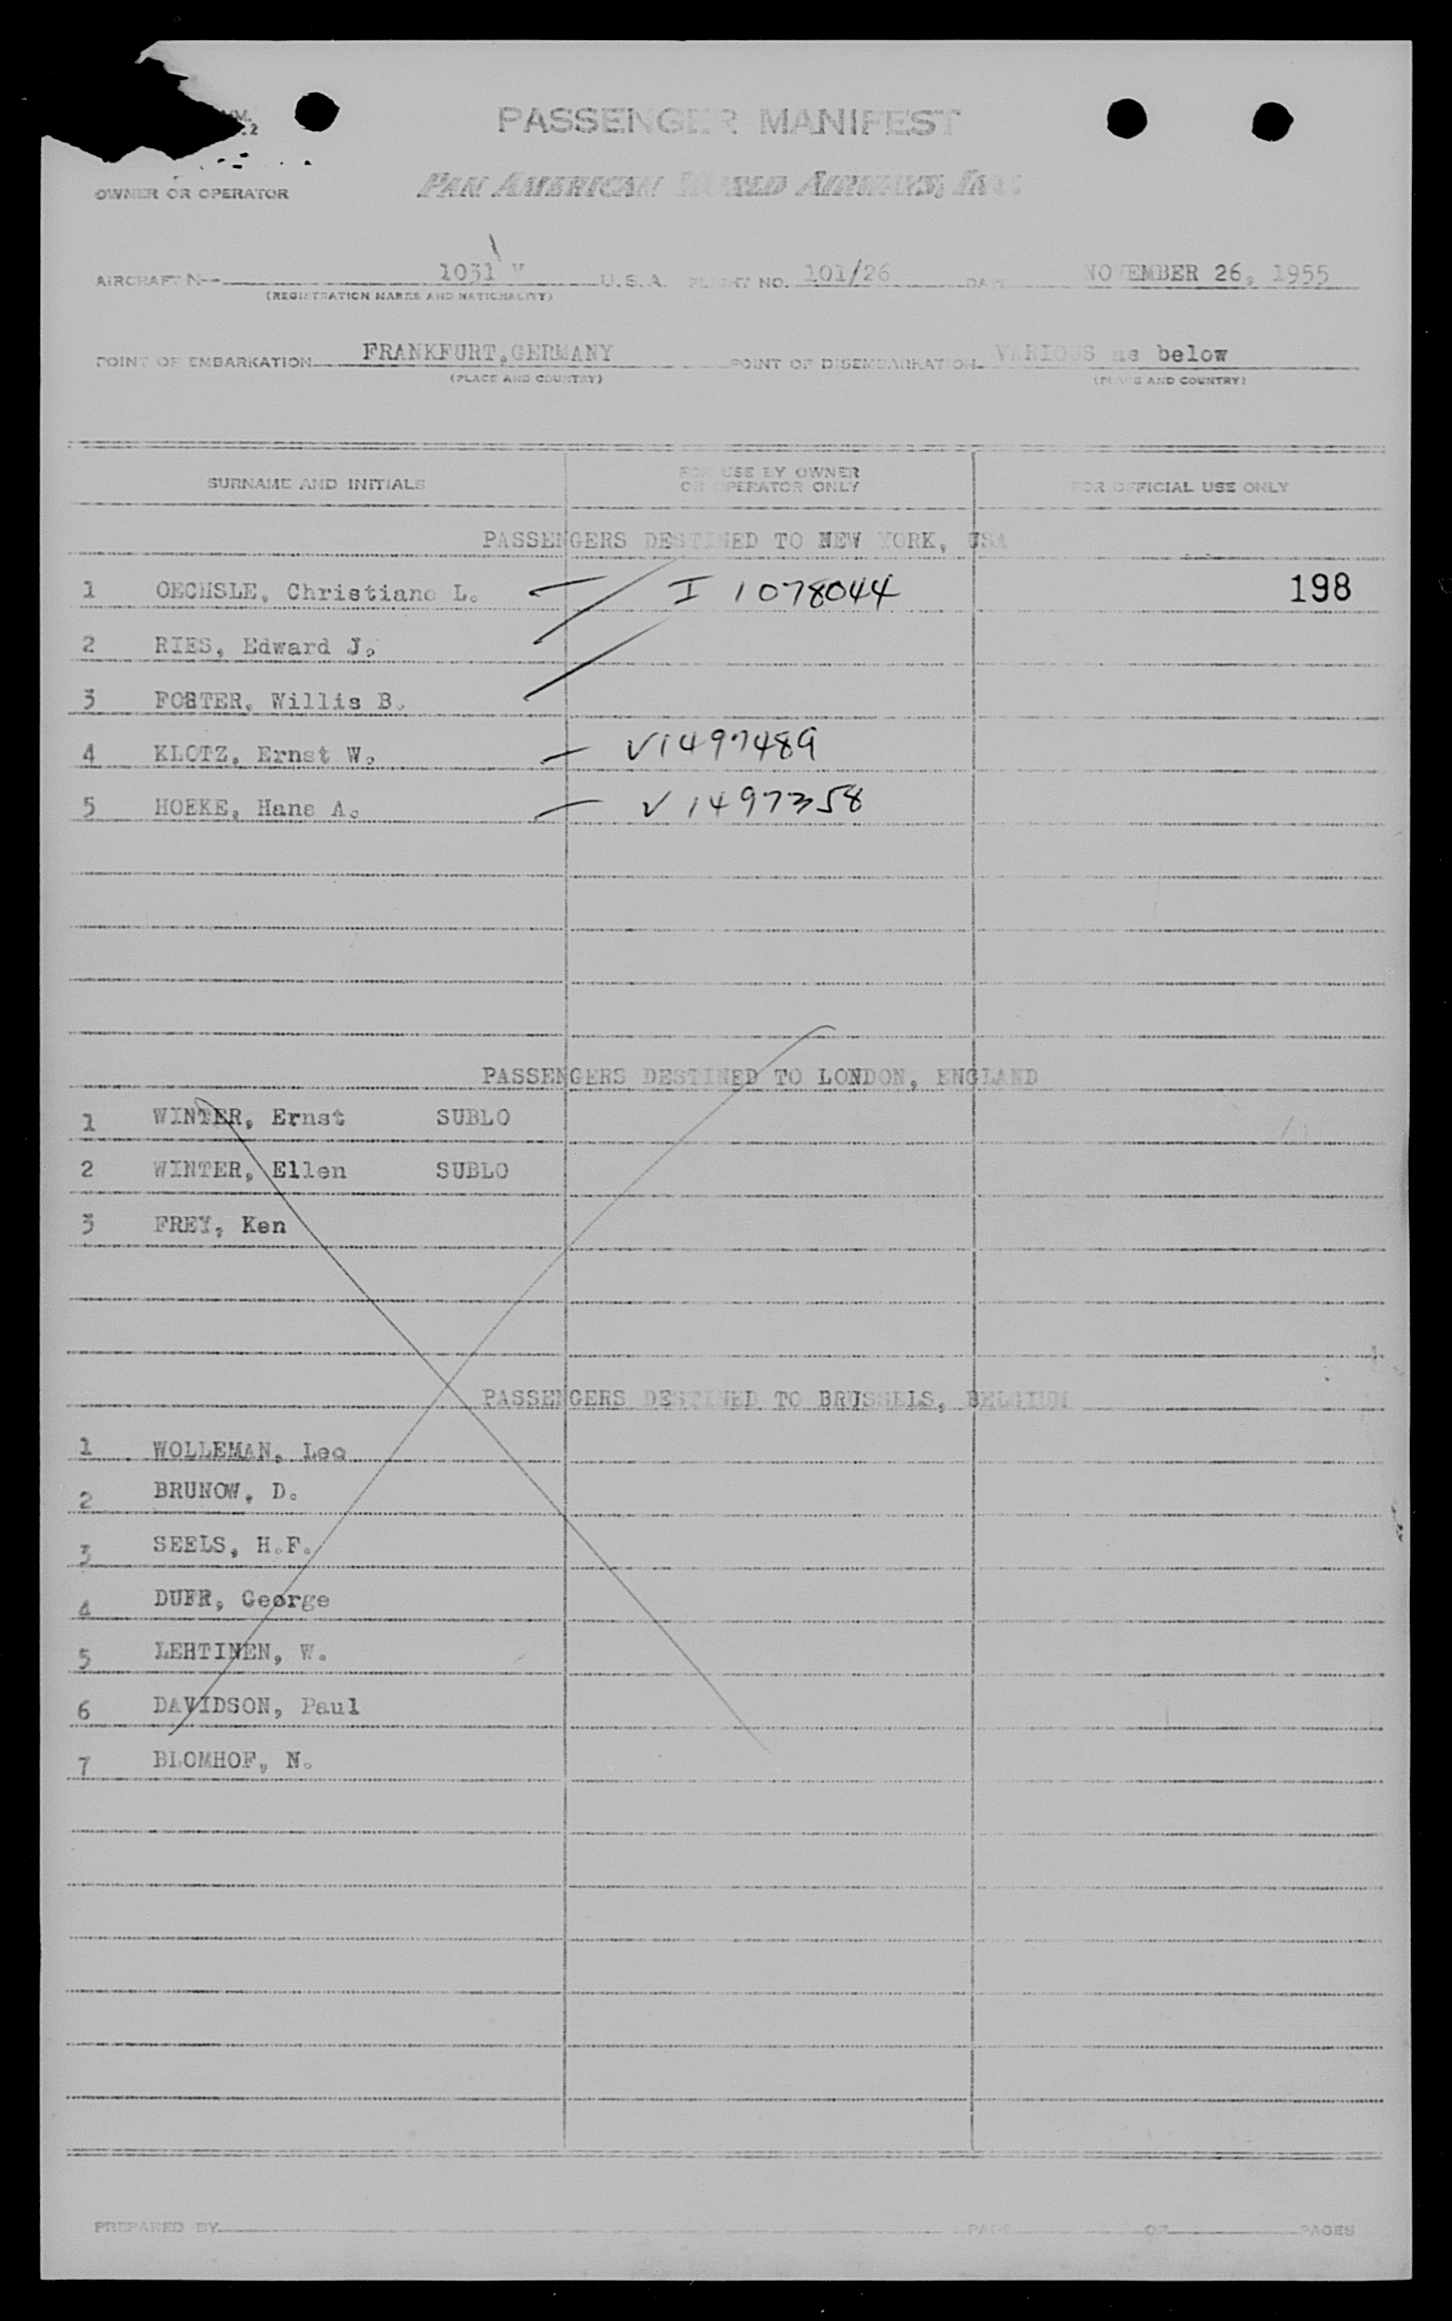 PASSENGER MANIFEST
OWNER OR OPERATOR PAN AMERICAN WORLD AIRWAYS, INC.
AIRCRAFT N- 1031 V U.S.A. FLIGHT NO. 101/26 DATE NOVEMBER 26, 1955
(REGISTRATION MARKS AND NATIONALITY)
POINT OF EMBARKATION FRANKFURT,GERMANY POINT OF DISEMBARKATION VARIOUS as below
(PLACE AND COUNTRY) (PLACE AND COUNTRY)
SURNAME AND INITIALS FOR USE BY OWNER OR OPERATOR ONLY FOR OFFICIAL USE ONLY
PASSENGERS DESTINED TO NEW YORK, USA
1 OECHSLE, Christiane L. I 1078044 198
2 RIES, Edward J.
3 FOSTER, Willis B.
4 KLOTZ, Ernst W. V1497489
5 HOEKE, Hans A. V 1497358
PASSENGERS DESTINED TO LONDON, ENGLAND
1 WINTER, Ernst SUBLO
2 WINTER, Ellen SUBLO
3 FREY, Ken
PASSENGERS DESTINED TO BRUSSELS, BELGIUM
1 WOLLEMAN, Leo
2 BRUNOW, D.
3 SEELS, H.F.
4 George
5 LEHTINEN, W.
6 DAVIDSON, Paul
7 BLOMHOF, N.
PREPARED BY PAGE OF PAGES